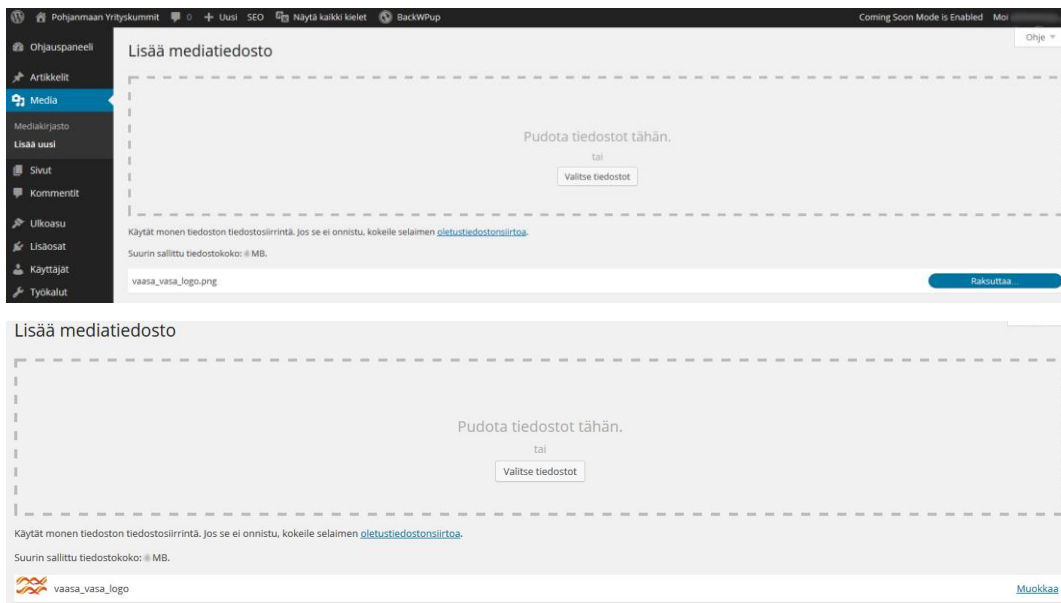 Pohjanmaan Yrityskummit 0 + Uusi SEO Näytä kaikki kielet BackWPup Coming Soon Mode is Enabled Moi
Ohje
Ohjauspaneeli
Artikkelit
Media
Mediakirjasto
Lisää uusi
Sivut
Kommentit
Ulkoasu
Lisäosat
Käyttäjät
Työkalut
Lisää mediatiedosto
Pudota tiedostot tähän.
tai
Valitse tiedostot
Käytät monen tiedoston tiedostosiirrintä. Jos se ei onnistu, kokeile selaimen oletustiedostonsiirtoa.
Suurin sallittu tiedostokoko: MB.
vaasa_vasa_logo.png Raksuttaa...
Lisää mediatiedosto
Pudota tiedostot tähän.
tai
Valitse tiedostot
Käytät monen tiedoston tiedostosiirrintä. Jos se ei onnistu, kokeile selaimen oletustiedostonsiirtoa.
Suurin sallittu tiedostokoko: MB.
vaasa_vasa_logo Muokkaa